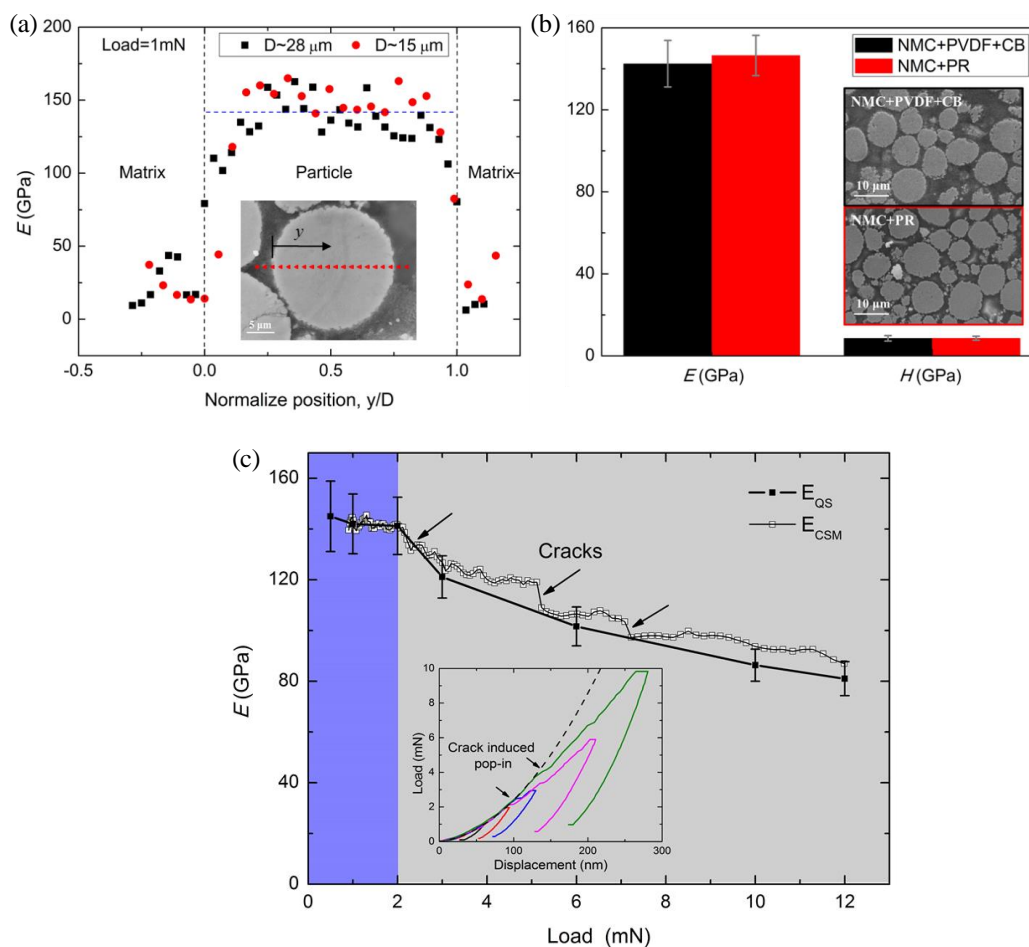 (a)
200
150
100
50
0
E (GPa)
Load=1mN
D~28 μm
D~15 μm
Matrix
Particle
Matrix
y
5 μm
-0.5
0.0
0.5
1.0
Normalize position, y/D
(b)
160
120
80
40
0
NMC+PVDF+CB
NMC+PR
NMC+PVDF+CB
10 μm
NMC+PR
10 μm
E (GPa)
H (GPa)
(c)
160
120
80
40
0
E (GPa)
E_QS
E_CSM
Cracks
10
8
6
4
2
0
Load (mN)
Crack induced
pop-in
0
100
200
300
Displacement (nm)
0
2
4
6
8
10
12
Load (mN)